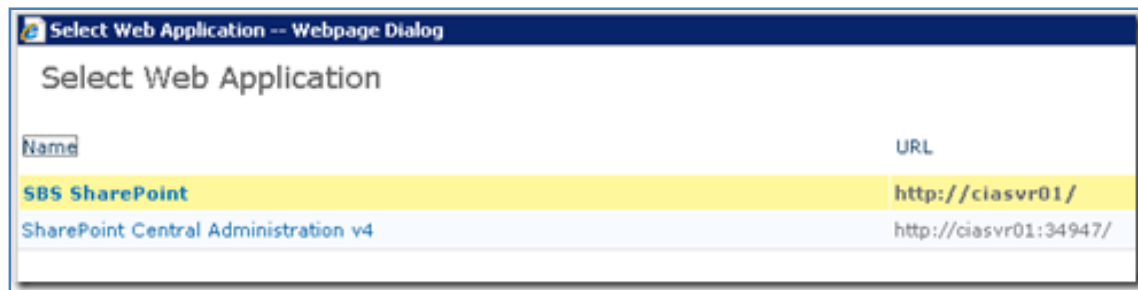 Select Web Application -- Webpage Dialog
Select Web Application
Name URL
SBS SharePoint http://ciasvr01/
SharePoint Central Administration v4 http://ciasvr01:34947/